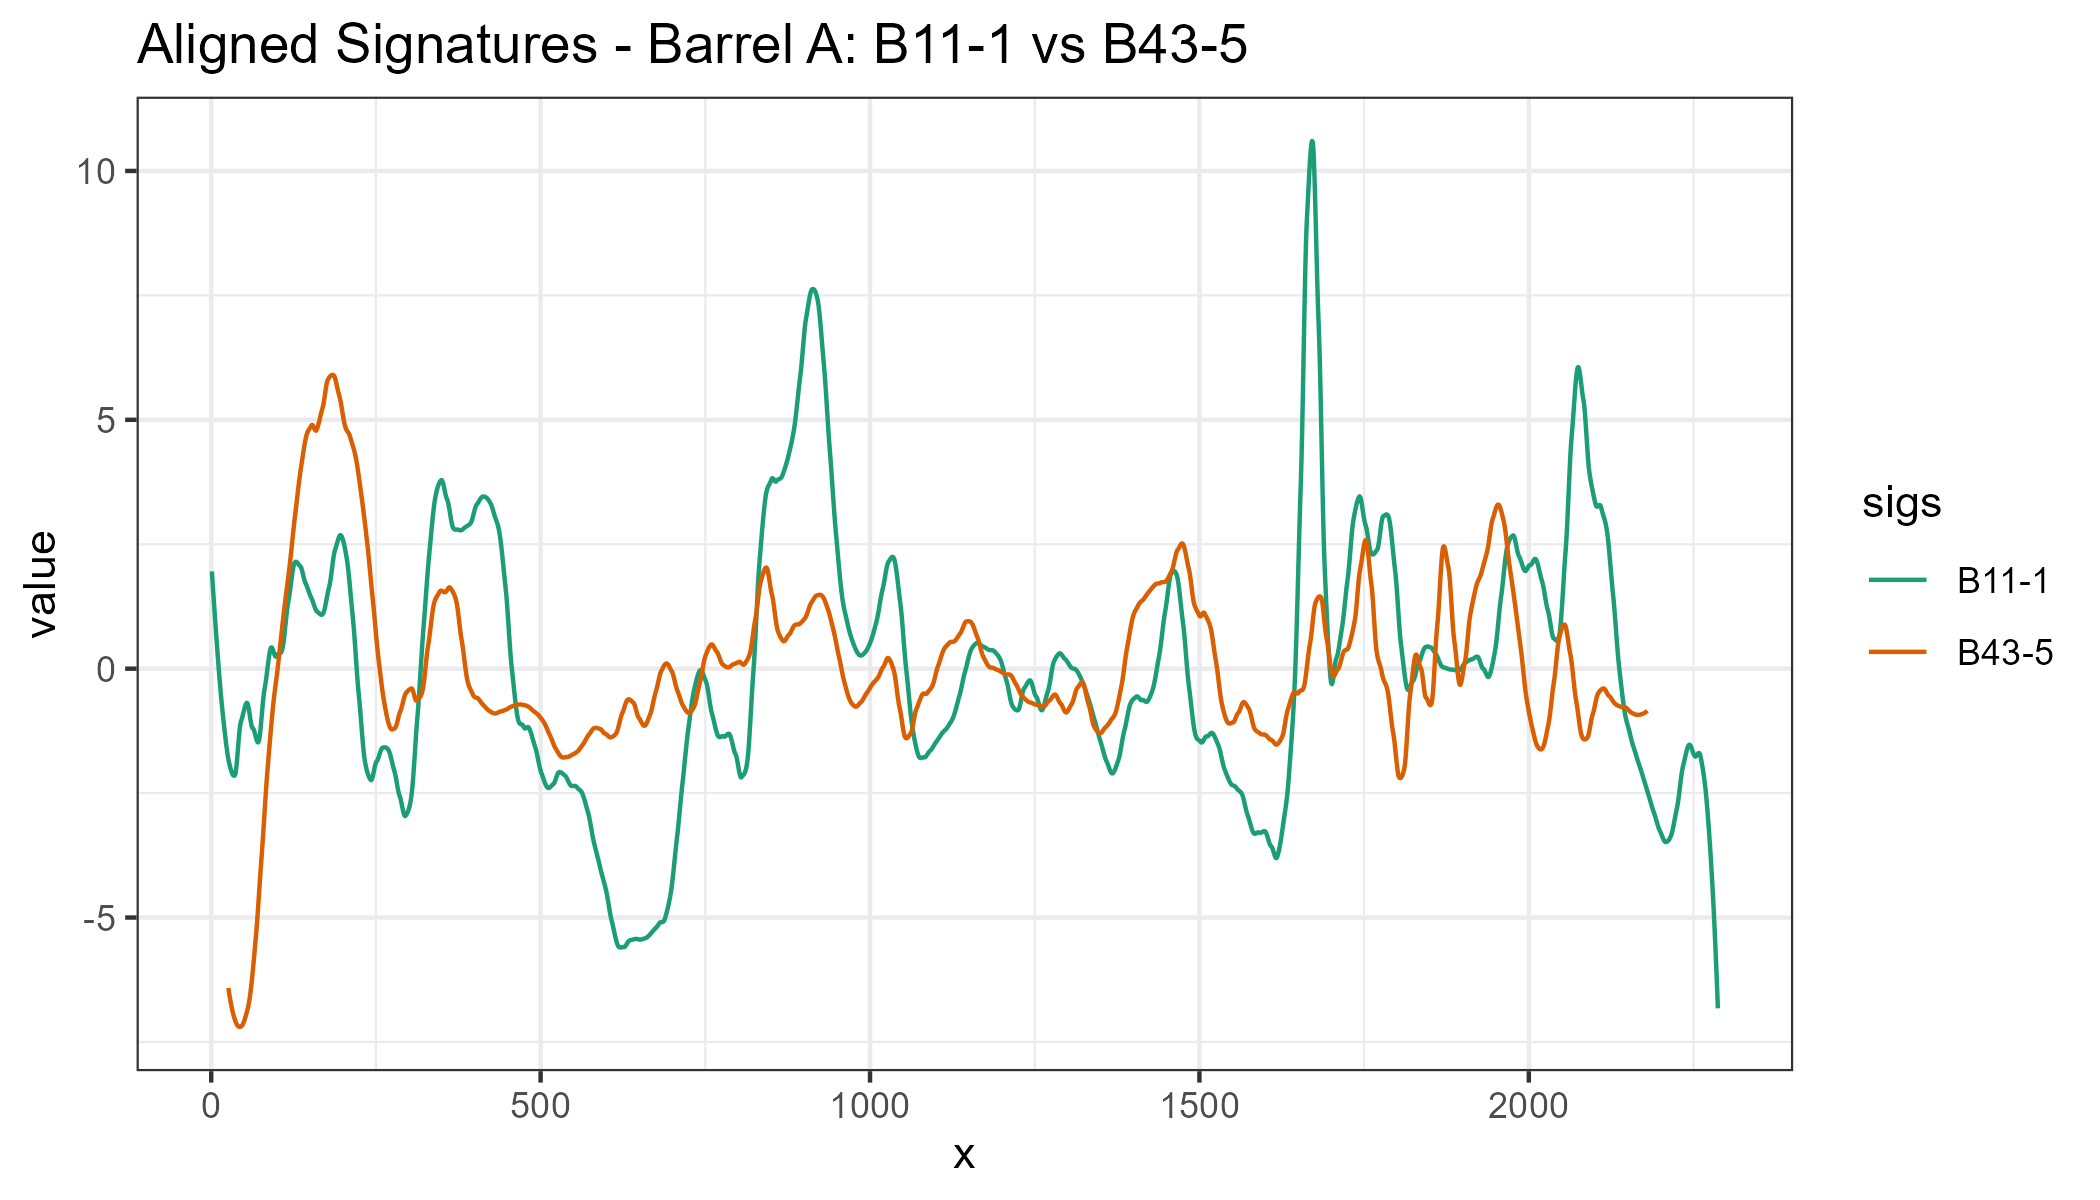 Aligned Signatures - Barrel A: B11-1 vs B43-5
value
10
5
0
-5
0 500 1000 1500 2000
x
sigs
B11-1
B43-5